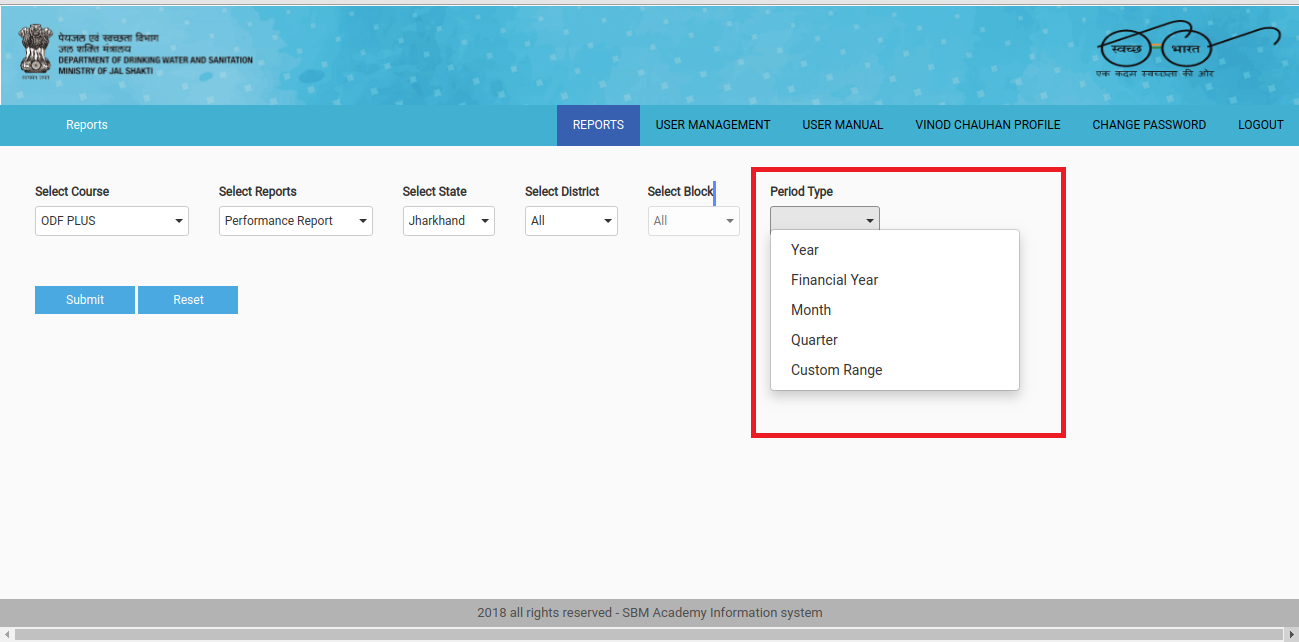 पेयजल एवं स्वच्छता विभाग
जल शक्ति मंत्रालय
DEPARTMENT OF DRINKING WATER AND SANITATION
MINISTRY OF JAL SHAKTI
स्वच्छ भारत
एक कदम स्वच्छता की ओर
Reports
REPORTS USER MANAGEMENT USER MANUAL VINOD CHAUHAN PROFILE CHANGE PASSWORD LOGOUT
Select Course Select Reports Select State Select District Select Block Period Type
ODF PLUS Performance Report Jharkhand All All
Year
Financial Year
Month
Quarter
Custom Range
Submit Reset
2018 all rights reserved - SBM Academy Information system